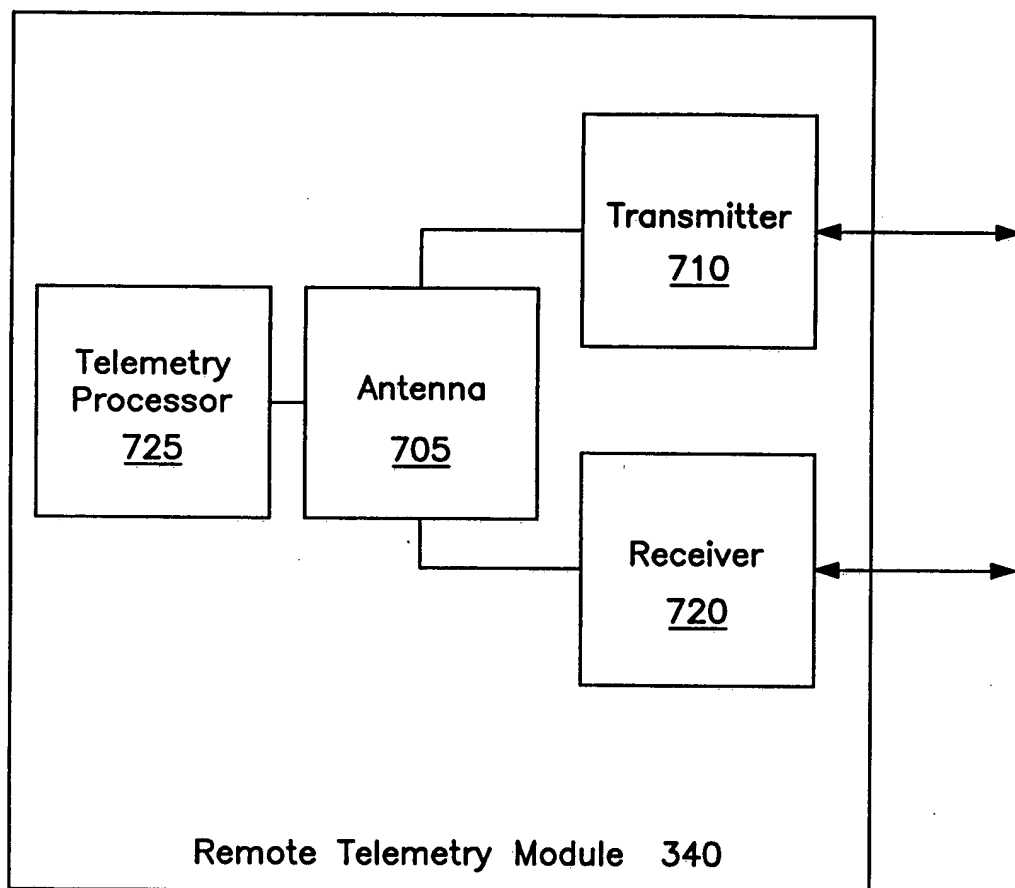 Transmitter
710
Telemetry
Processor
725
Antenna
705
Receiver
720
Remote Telemetry Module 340